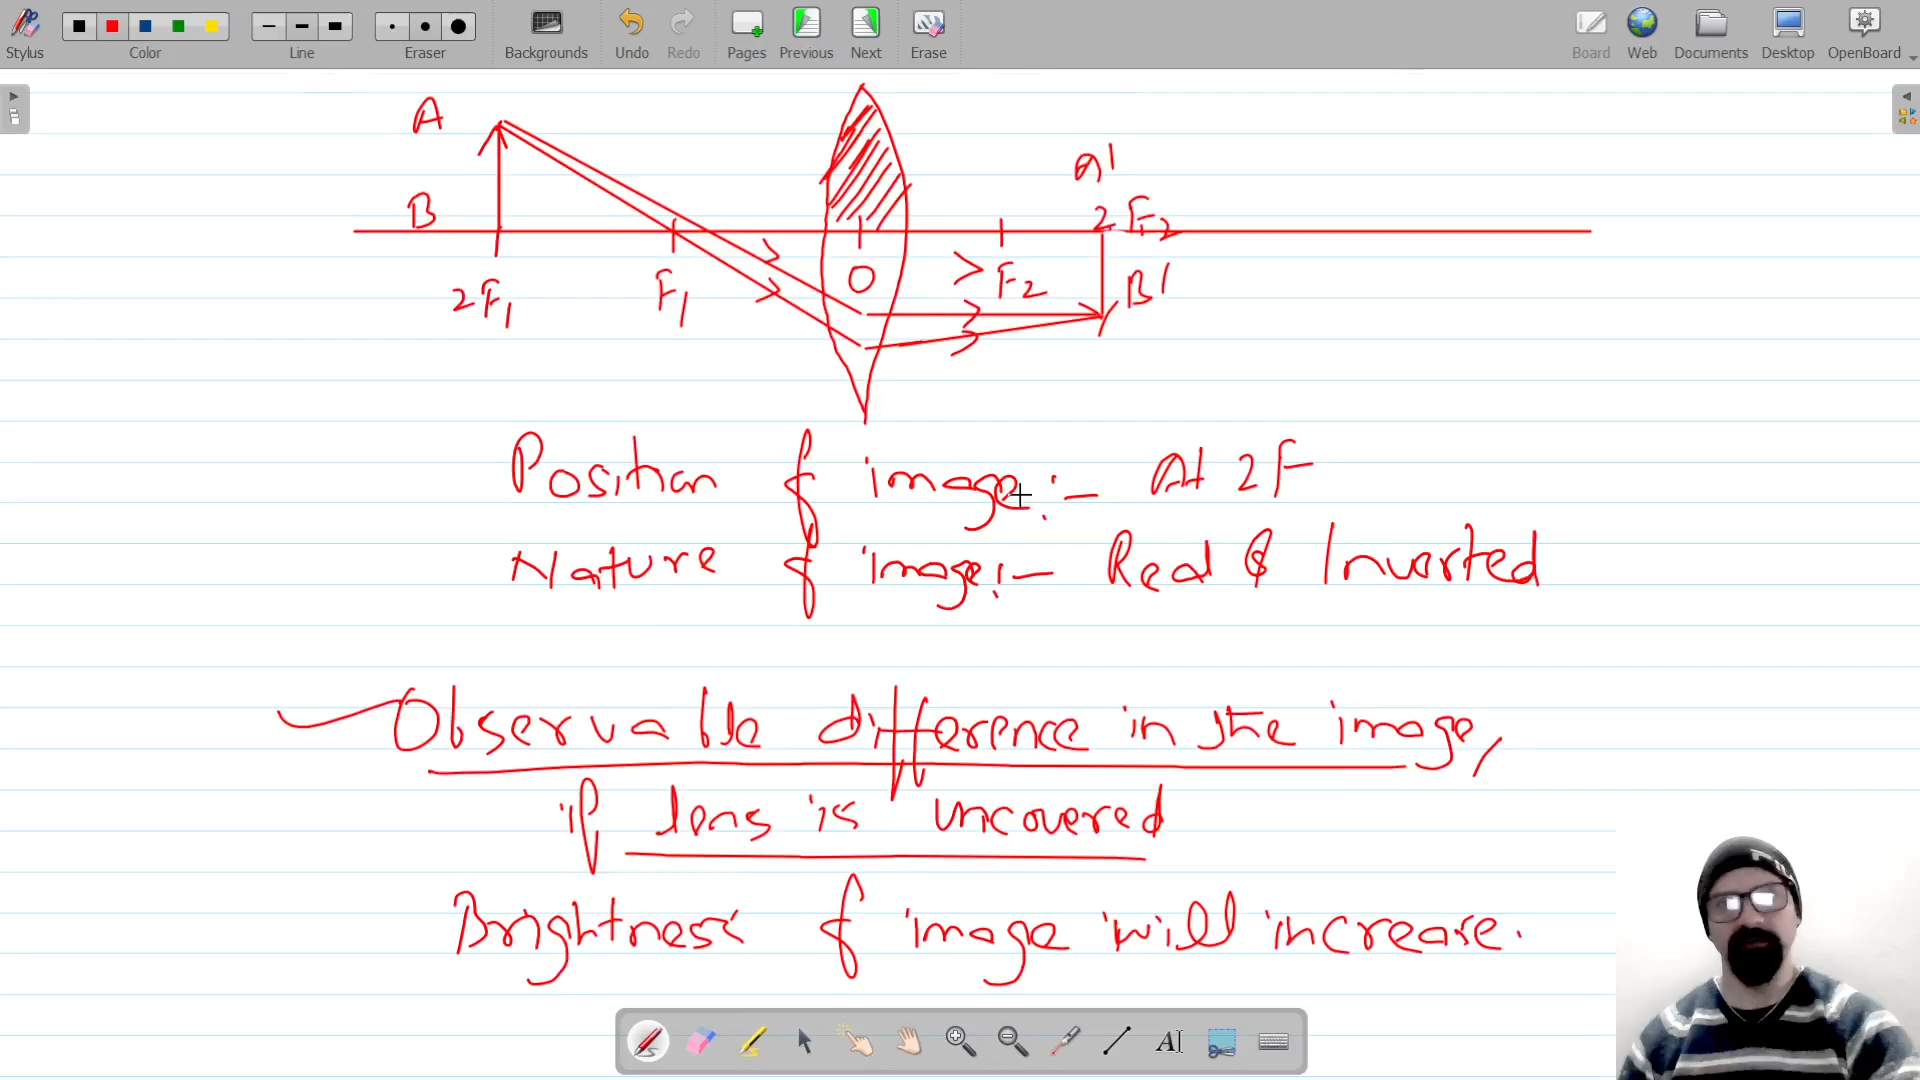 Stylus Color Line Eraser Backgrounds Undo Redo Pages Previous Next Erase Board Web Documents Desktop OpenBoard
A
A'
B
2F2
O
2F1 F1 F2 B'
Position of image :- At 2F
Nature of image :- Real & Inverted
Observable difference in the image,
if lens is uncovered
Brightness of image will increase.
AI